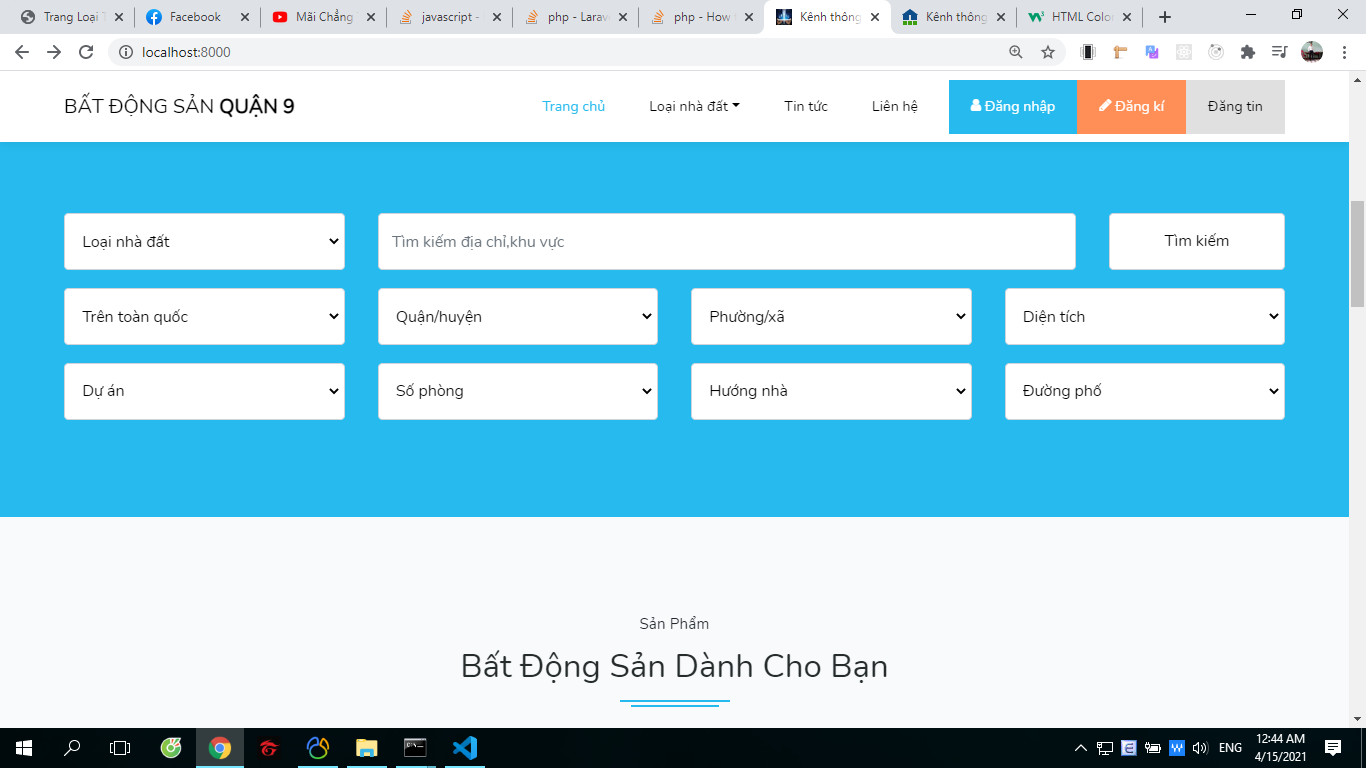 Trang Loại T
Facebook
Mãi Chẳng
javascript -
php - Larav
php - How t
Kênh thông
Kênh thông
HTML Color
localhost:8000
BẤT ĐỘNG SẢN QUẬN 9
Trang chủ
Loại nhà đất
Tin tức
Liên hệ
Đăng nhập
Đăng kí
Đăng tin
Loại nhà đất
Tìm kiếm địa chỉ,khu vực
Tìm kiếm
Trên toàn quốc
Quận/huyện
Phường/xã
Diện tích
Dự án
Số phòng
Hướng nhà
Đường phố
Sản Phẩm
Bất Động Sản Dành Cho Bạn
ENG
12:44 AM
4/15/2021